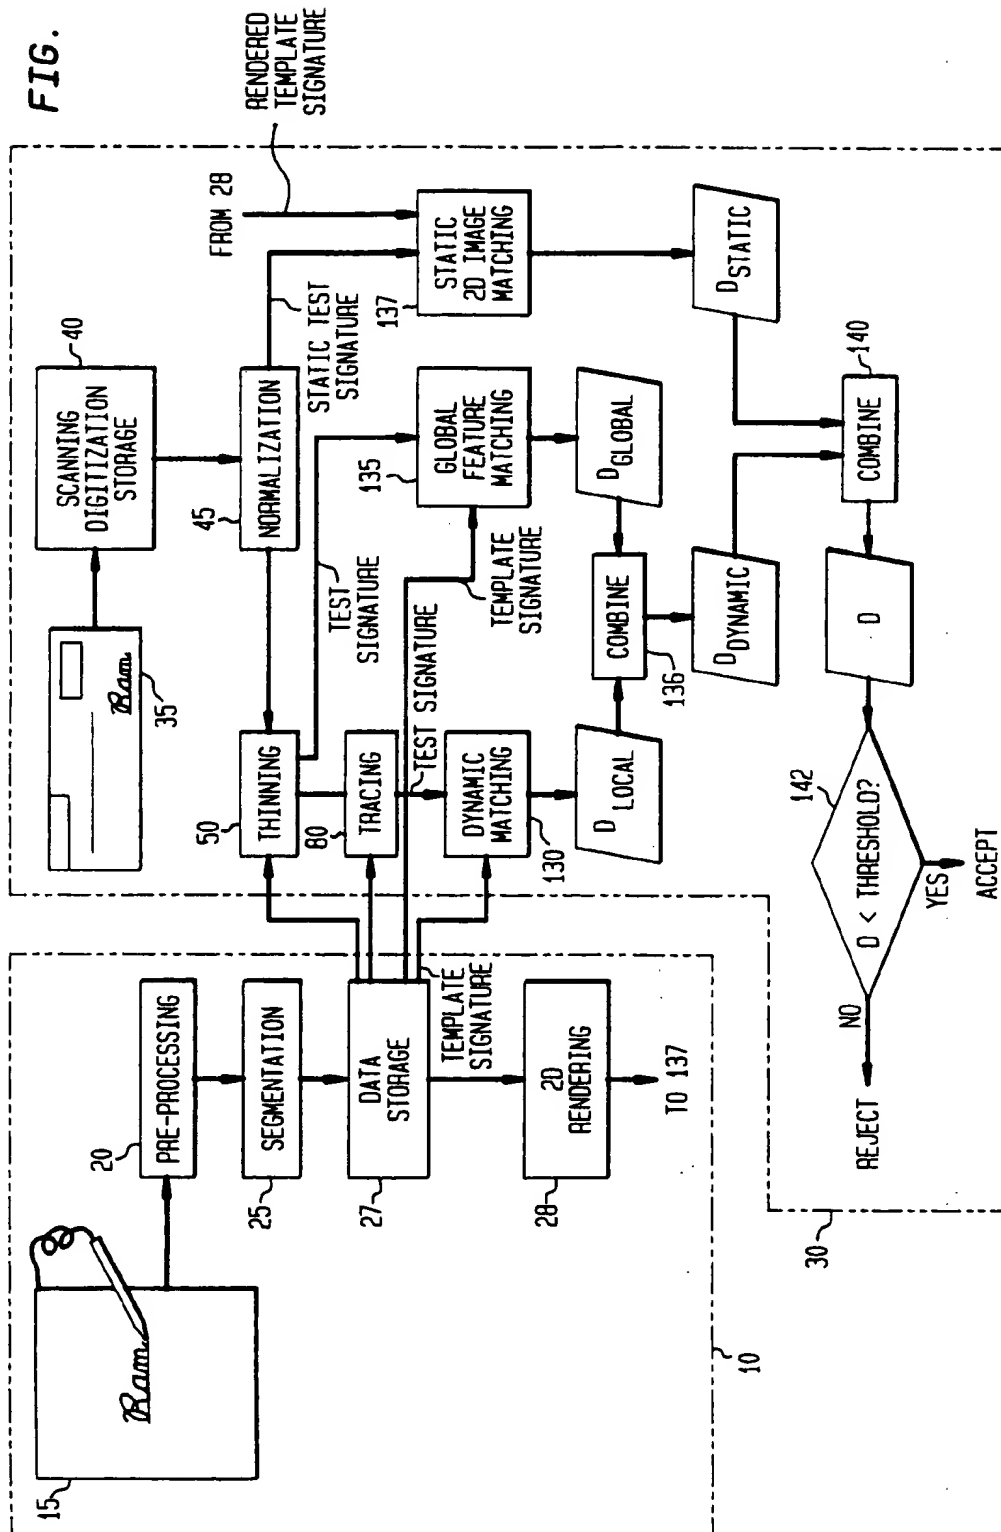 FIG.
15
Ram
20
PRE-PROCESSING
25
SEGMENTATION
27
DATA
STORAGE
TEMPLATE
SIGNATURE
28
2D
RENDERING
TO 137
10
35
Ram
40
SCANNING
DIGITIZATION
STORAGE
45
NORMALIZATION
50
THINNING
80
TRACING
TEST SIGNATURE
DYNAMIC
MATCHING
130
TEST
SIGNATURE
STATIC TEST
SIGNATURE
FROM 28
RENDERED
TEMPLATE
SIGNATURE
135
GLOBAL
FEATURE
MATCHING
TEMPLATE
SIGNATURE
137
STATIC
2D IMAGE
MATCHING
D LOCAL
D GLOBAL
COMBINE
136
D DYNAMIC
D STATIC
COMBINE
140
D
142
D < THRESHOLD?
NO
REJECT
YES
ACCEPT
30